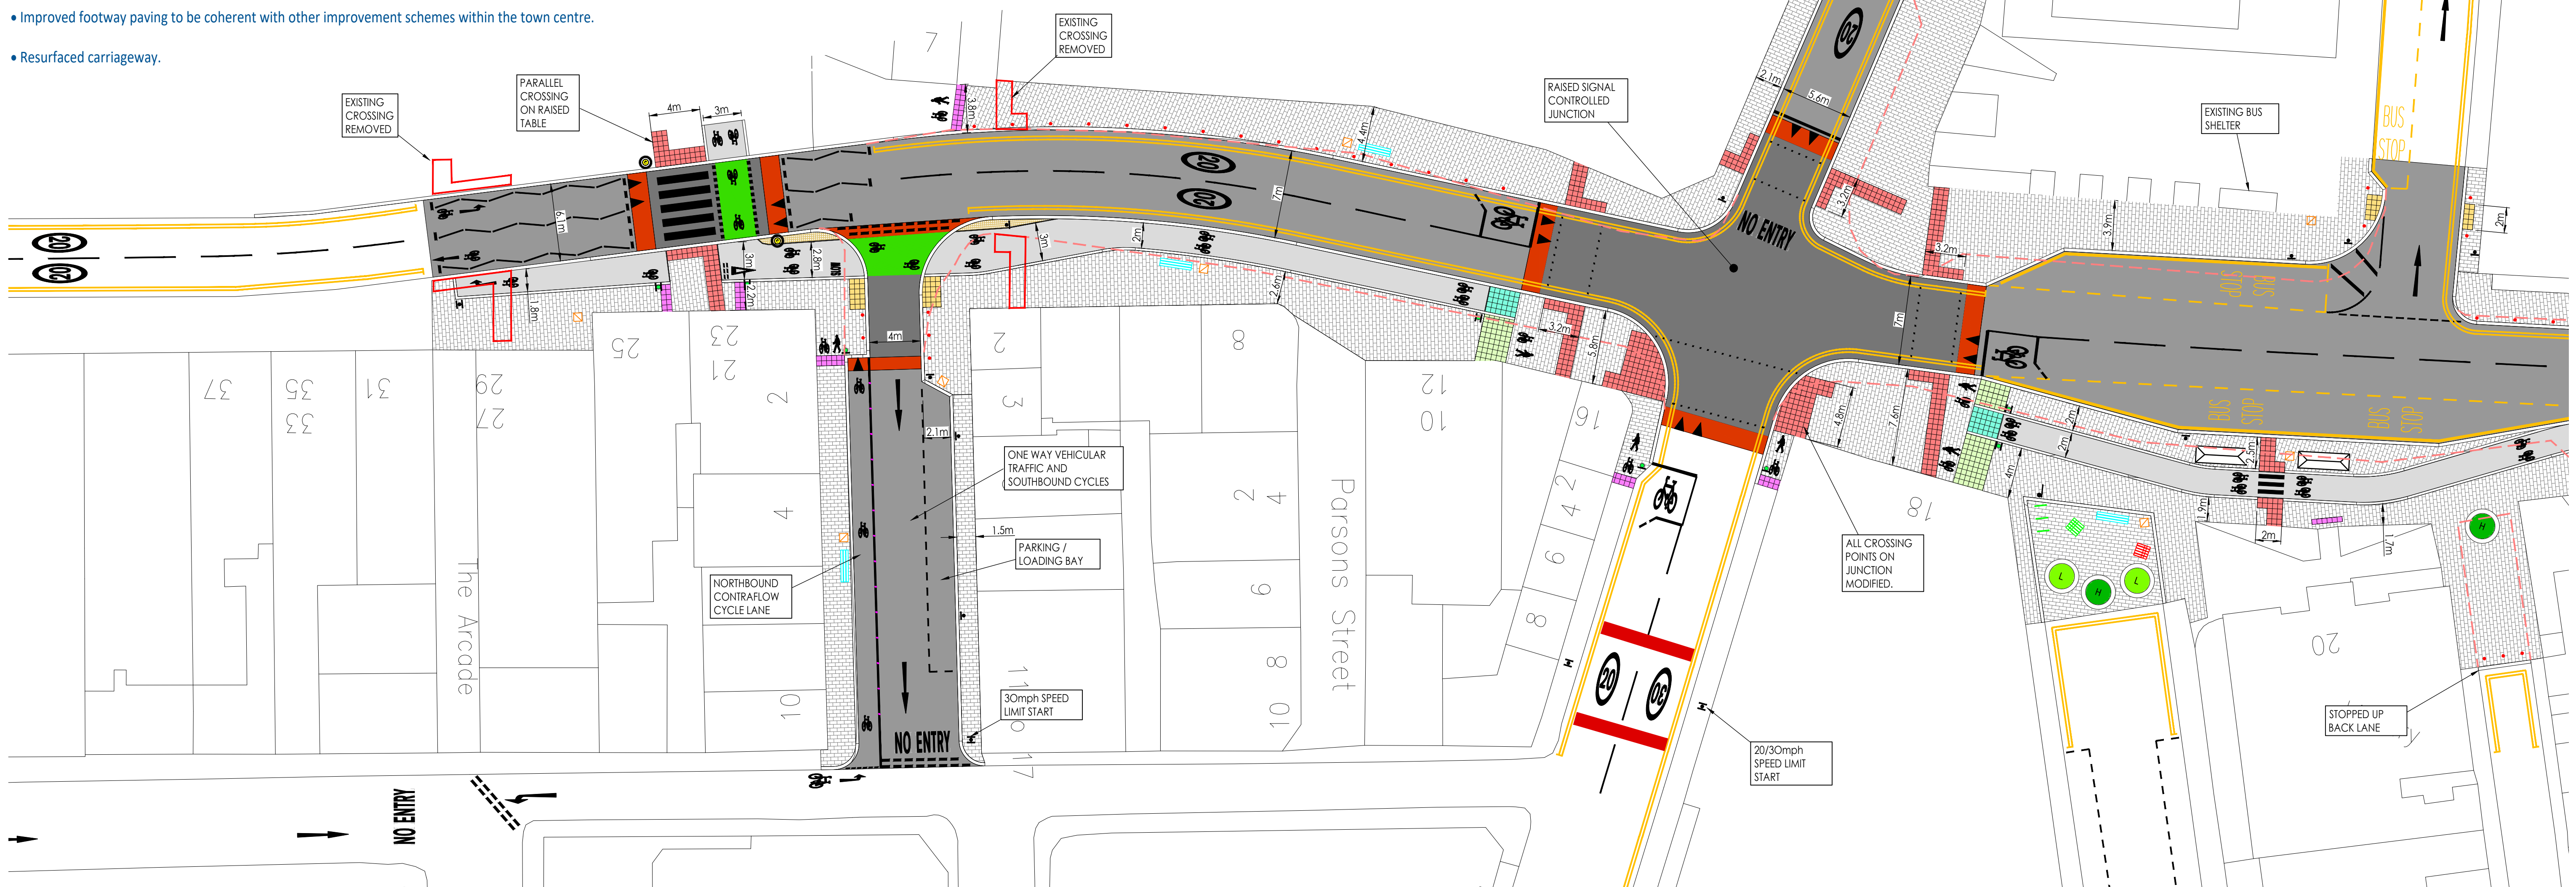 • Improved footway paving to be coherent with other improvement schemes within the town centre.
• Resurfaced carriageway.
EXISTING
CROSSING
REMOVED
PARALLEL
CROSSING
ON RAISED
TABLE
EXISTING
CROSSING
REMOVED
RAISED SIGNAL
CONTROLLED
JUNCTION
EXISTING BUS
SHELTER
4m
3m
3.8m
4.4m
2.1m
5.6m
3.2m
3.2m
3.9m
2m
6.1m
7m
7m
20
20
20
20
20
NO ENTRY
BUS
STOP
BUS
STOP
BUS
STOP
BUS
STOP
BUS
STOP
1.8m
3m
2.2m
2.8m
SLOW
3m
2m
2.6m
4m
3.2m
5.8m
4.8m
7.6m
2m
2m
4m
2.5m
1.9m
2m
1.7m
7
37
35
33
31
29
27
25
23
21
2
4
10
2
3
8
2
4
6
8
10
12
10
16
2
4
6
8
18
20
11
17
The Arcade
Parsons Street
2.1m
1.5m
ONE WAY VEHICULAR
TRAFFIC AND
SOUTHBOUND CYCLES
PARKING /
LOADING BAY
NORTHBOUND
CONTRAFLOW
CYCLE LANE
30mph SPEED
LIMIT START
NO ENTRY
NO ENTRY
ALL CROSSING
POINTS ON
JUNCTION
MODIFIED.
20
30
20/30mph
SPEED LIMIT
START
L
H
L
H
STOPPED UP
BACK LANE